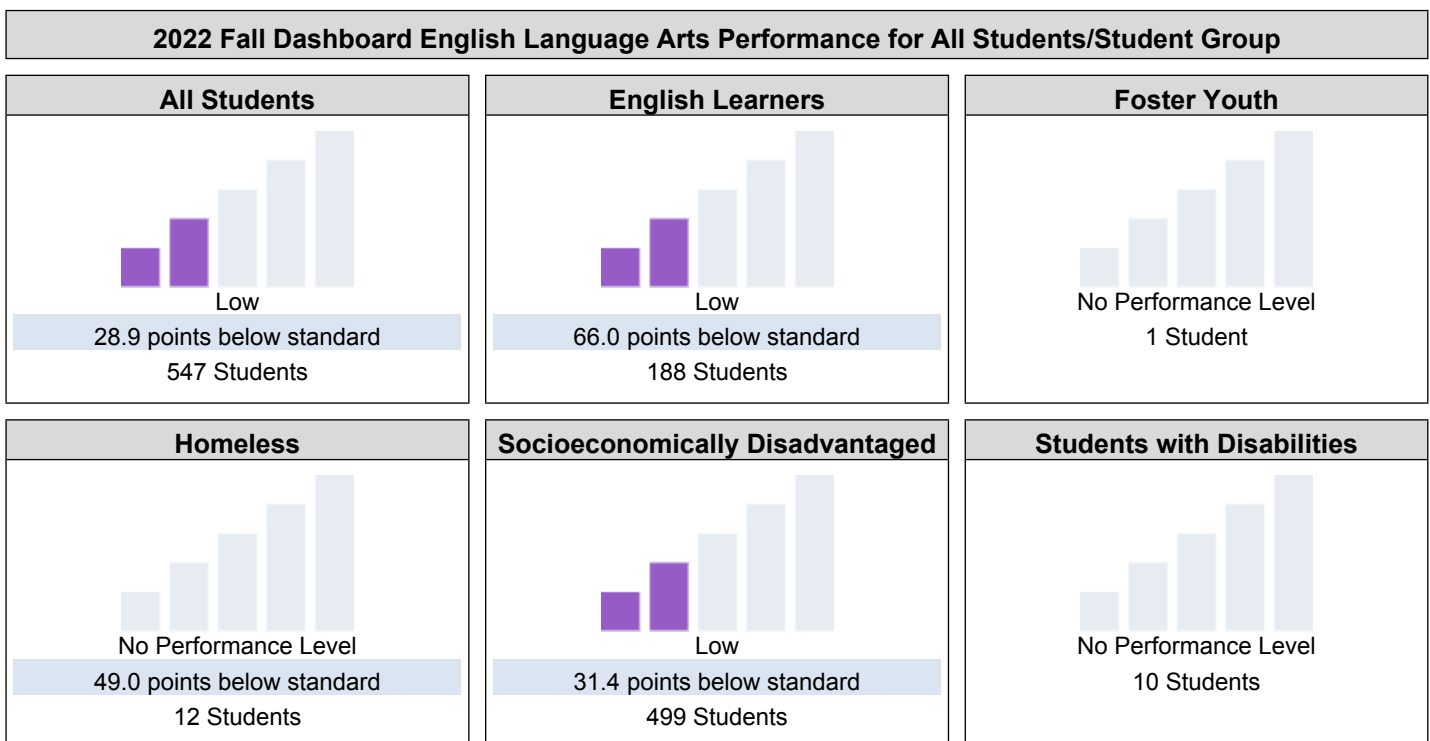 2022 Fall Dashboard English Language Arts Performance for All Students/Student Group
All Students
Low
28.9 points below standard
547 Students
English Learners
Low
66.0 points below standard
188 Students
Foster Youth
No Performance Level
1 Student
Homeless
No Performance Level
49.0 points below standard
12 Students
Socioeconomically Disadvantaged
Low
31.4 points below standard
499 Students
Students with Disabilities
No Performance Level
10 Students